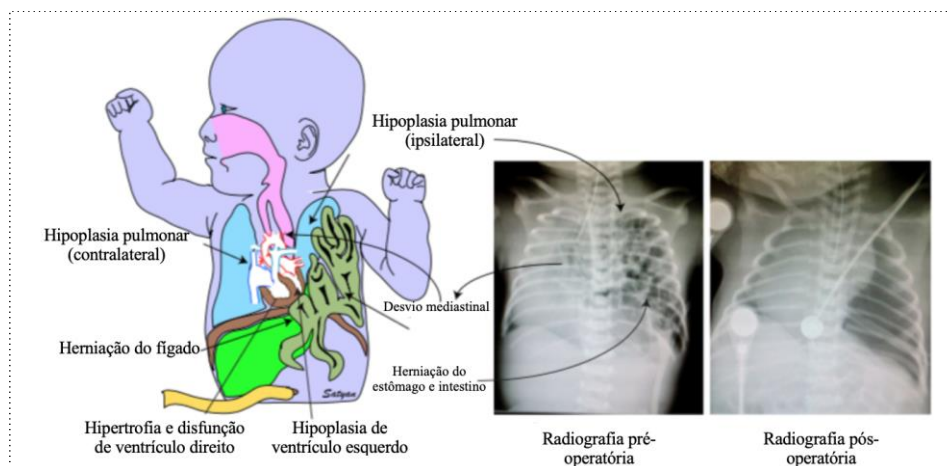 Hipoplasia pulmonar
(ipsilateral)
Hipoplasia pulmonar
(contralateral)
Desvio mediastinal
Herniação do fígado
Herniação do
estômago e intestino
Satyan
Hipertrofia e disfunção
de ventrículo direito
Hipoplasia de
ventrículo esquerdo
Radiografia pré-
operatória
Radiografia pós-
operatória